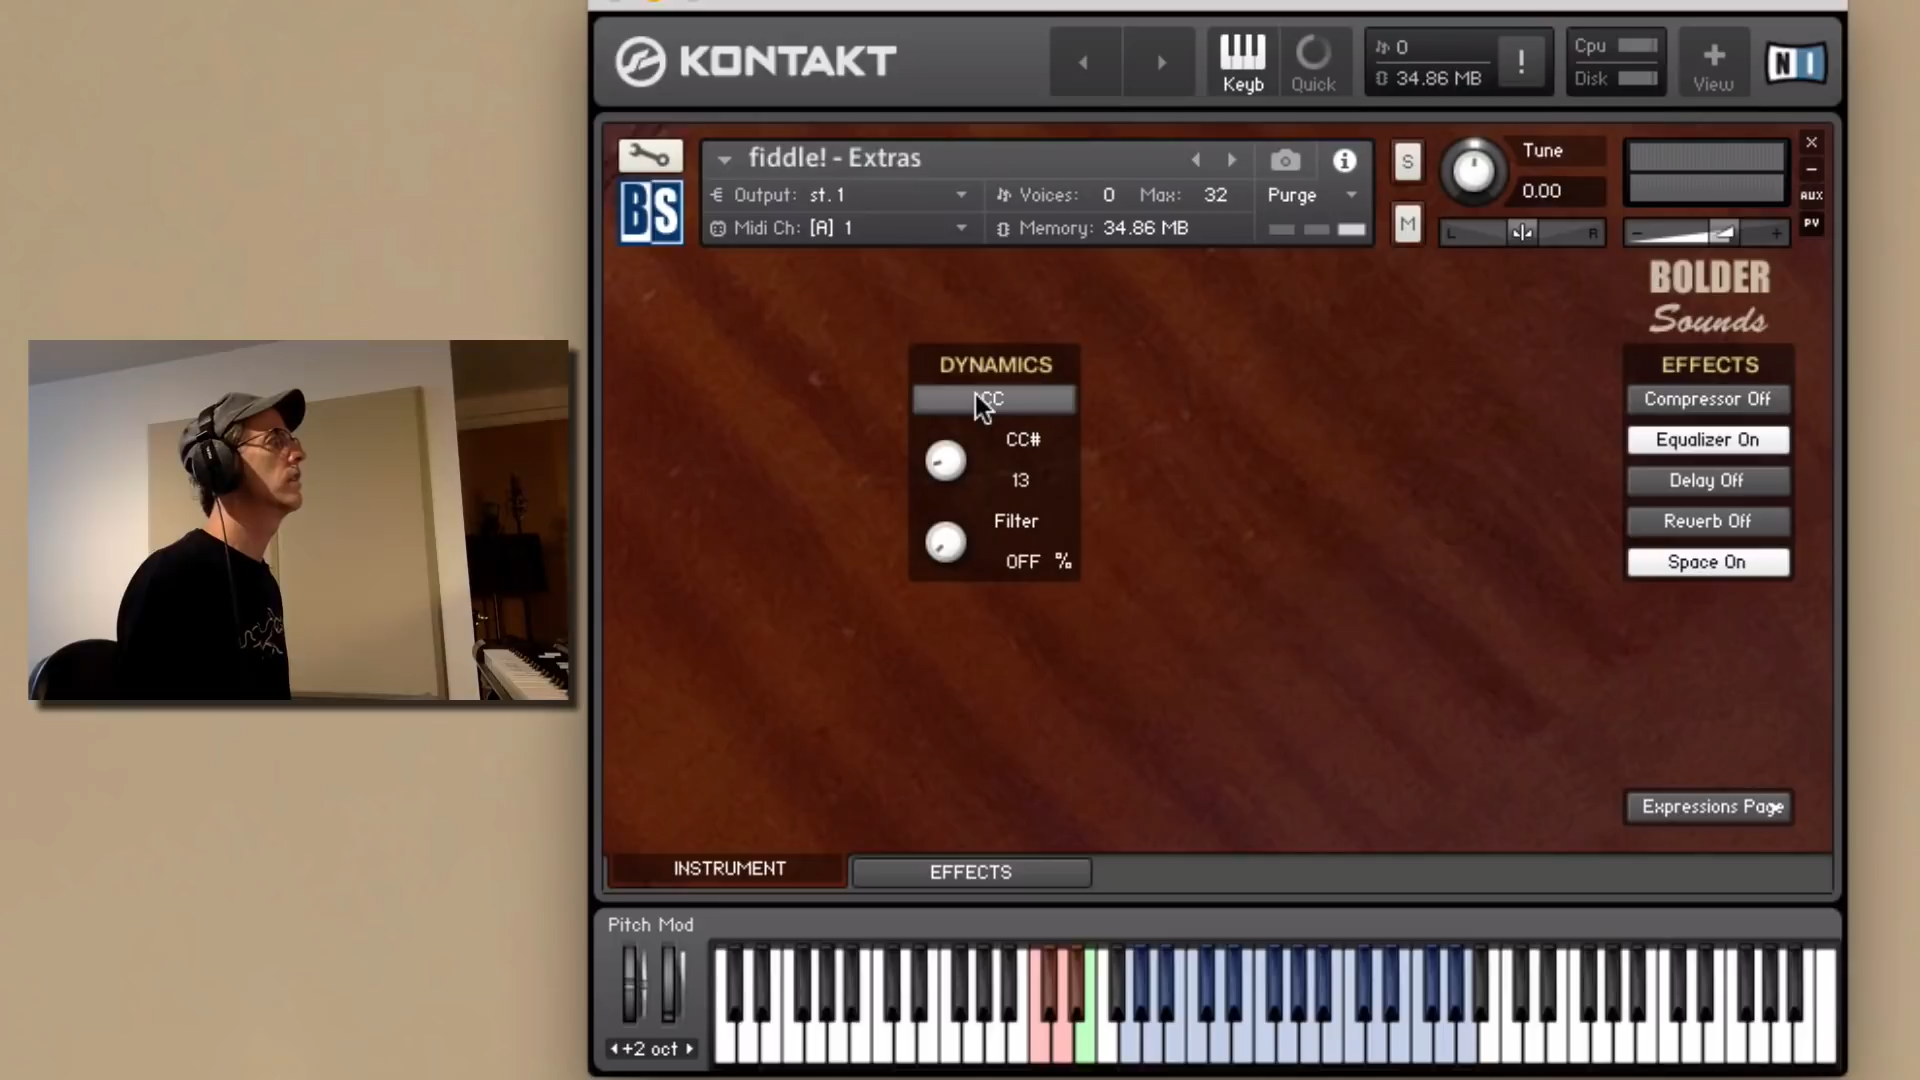 KONTAKT
Keyb
Quick
0
34.86 MB
!
Cpu
Disk
+
View
NI
fiddle! - Extras
Output: st. 1
Voices: 0 Max: 32
Purge
Midi Ch: [A] 1
Memory: 34.86 MB
BS
S
M
Tune
0.00
L
R
-
+
X
-
AUX
PV
BOLDER
Sounds
DYNAMICS
CC
CC#
13
Filter
OFF %
EFFECTS
Compressor Off
Equalizer On
Delay Off
Reverb Off
Space On
Expressions Page
INSTRUMENT
EFFECTS
Pitch Mod
+2 oct